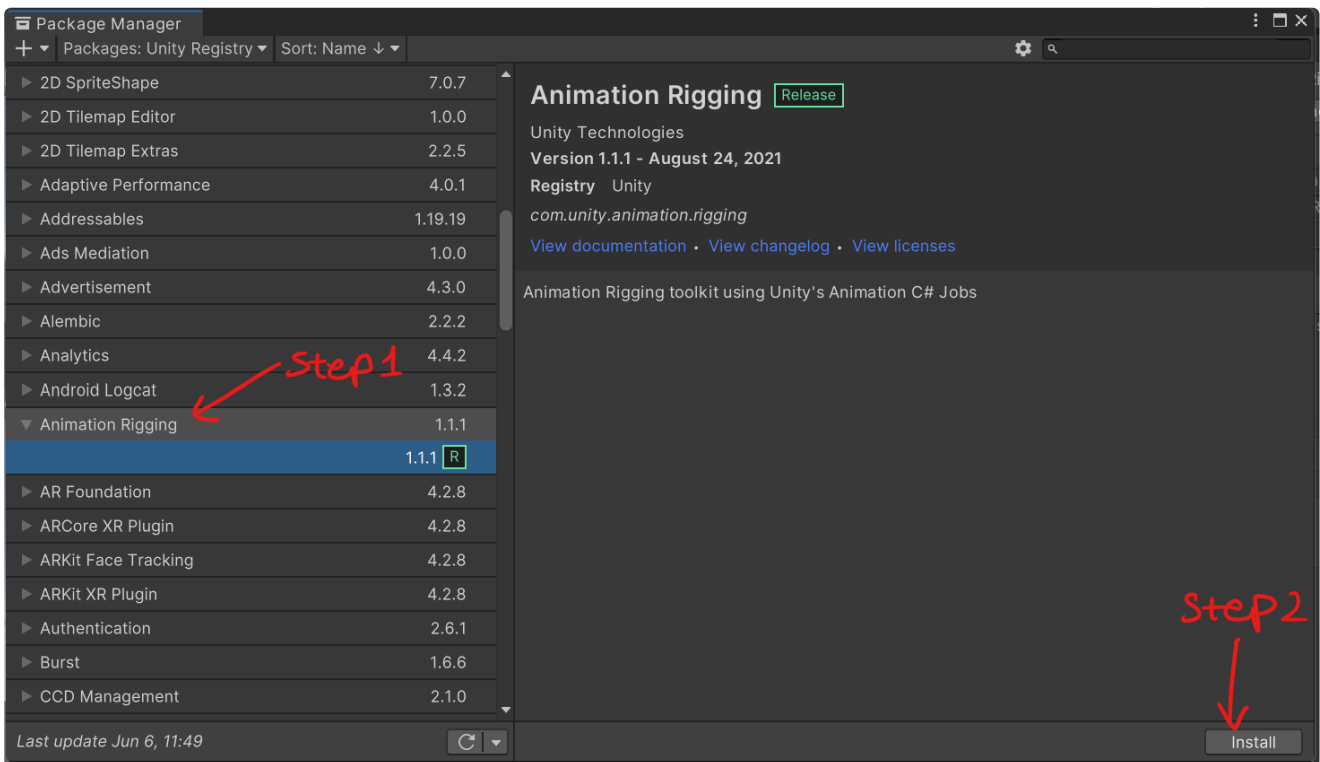 Package Manager
Packages: Unity Registry Sort: Name ↓
2D SpriteShape 7.0.7
2D Tilemap Editor 1.0.0
2D Tilemap Extras 2.2.5
Adaptive Performance 4.0.1
Addressables 1.19.19
Ads Mediation 1.0.0
Advertisement 4.3.0
Alembic 2.2.2
Analytics 4.4.2
Step1
Android Logcat 1.3.2
Animation Rigging 1.1.1
1.1.1 R
AR Foundation 4.2.8
ARCore XR Plugin 4.2.8
ARKit Face Tracking 4.2.8
ARKit XR Plugin 4.2.8
Authentication 2.6.1
Burst 1.6.6
CCD Management 2.1.0
Last update Jun 6, 11:49
Animation Rigging Release
Unity Technologies
Version 1.1.1 - August 24, 2021
Registry Unity
com.unity.animation.rigging
View documentation • View changelog • View licenses
Animation Rigging toolkit using Unity's Animation C# Jobs
Step2
Install